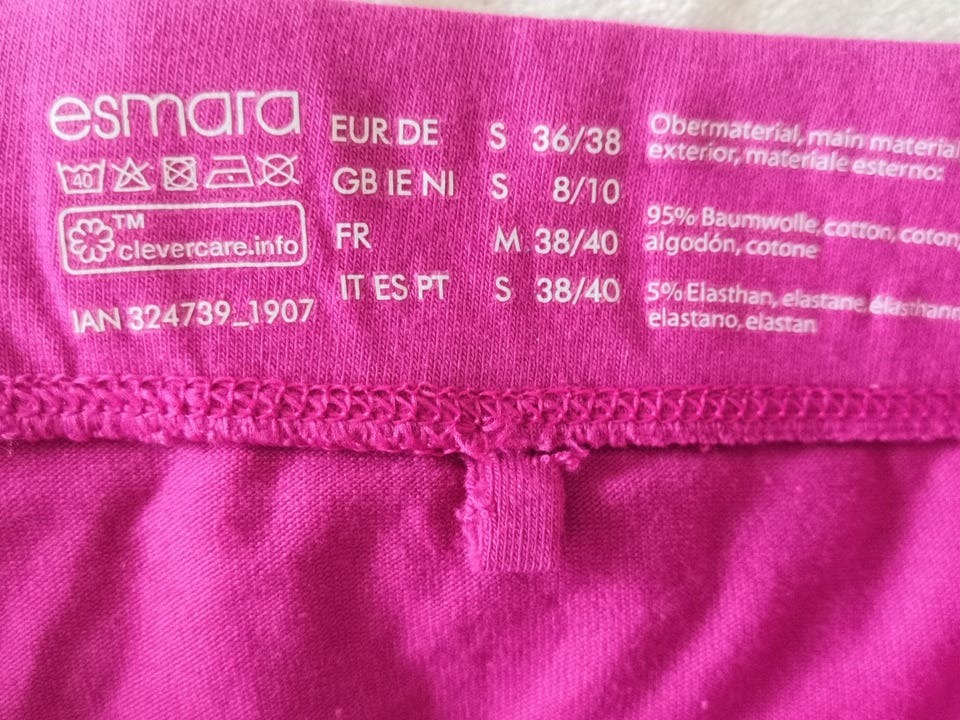 esmara
40
TM
clevercare.info
IAN 324739_1907
EUR DE S 36/38
GB IE NI S 8/10
FR M 38/40
IT ES PT S 38/40
Obermaterial, main material
exterior, materiale esterno:
95% Baumwolle, cotton, coton,
algodón, cotone
5% Elasthan, elastane, élasthann
elastano, elastan